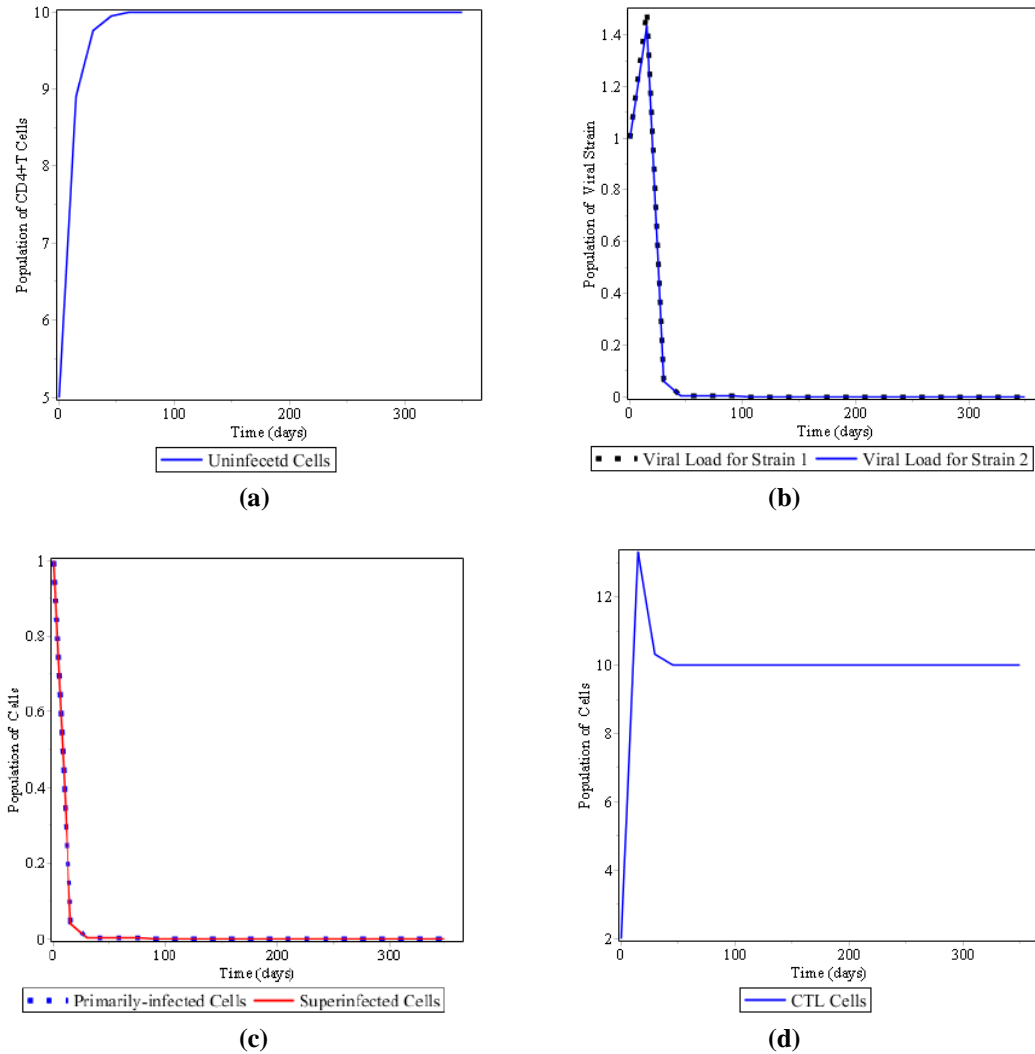 10
9
8
7
6
5
Population of CD4+T Cells
0
100
200
300
Time (days)
Uninfecetd Cells
(a)
1.4
1.2
1
0.8
0.6
0.4
0.2
0
Population of Viral Strain
0
100
200
300
Time (days)
Viral Load for Strain 1
Viral Load for Strain 2
(b)
1
0.8
0.6
0.4
0.2
0
Population of Cells
0
100
200
300
Time (days)
Primarily-infected Cells
Superinfected Cells
(c)
12
10
8
6
4
2
Population of Cells
0
100
200
300
Time (days)
CTL Cells
(d)